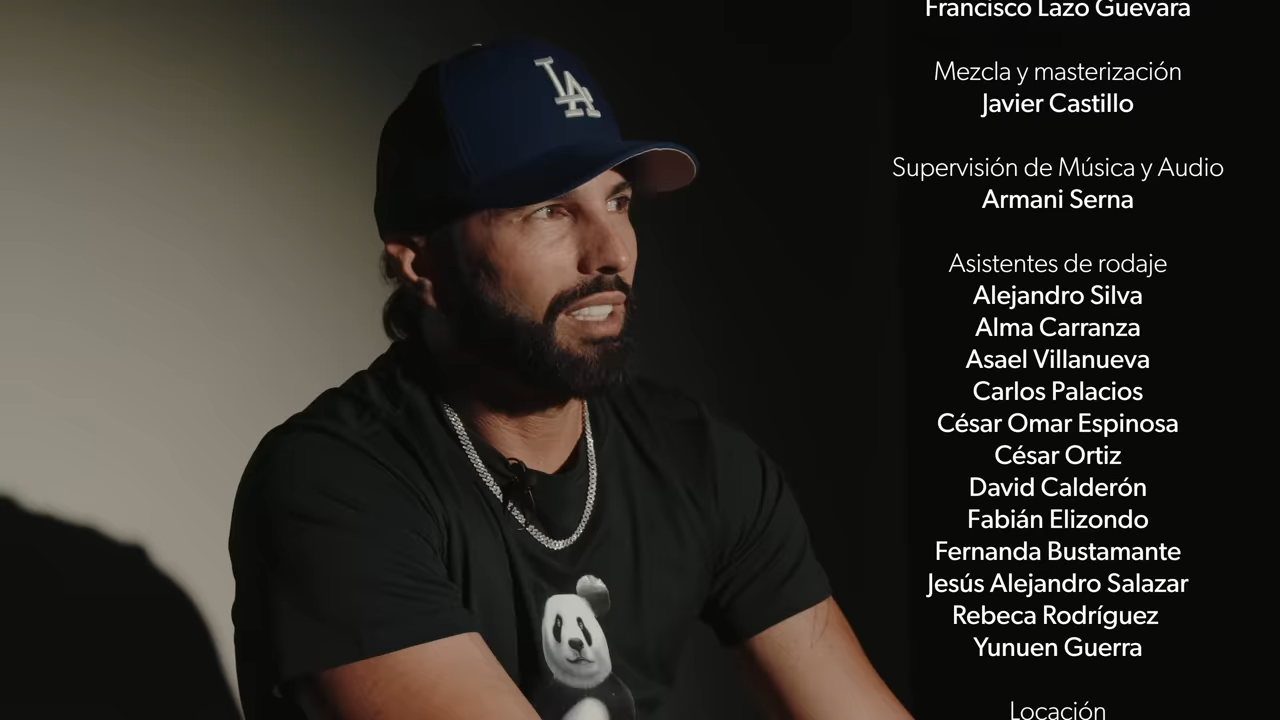 LA
Francisco Lazo Guevara
Mezcla y masterización
Javier Castillo
Supervisión de Música y Audio
Armani Serna
Asistentes de rodaje
Alejandro Silva
Alma Carranza
Asael Villanueva
Carlos Palacios
César Omar Espinosa
César Ortiz
David Calderón
Fabián Elizondo
Fernanda Bustamante
Jesús Alejandro Salazar
Rebeca Rodríguez
Yunuen Guerra
Locación